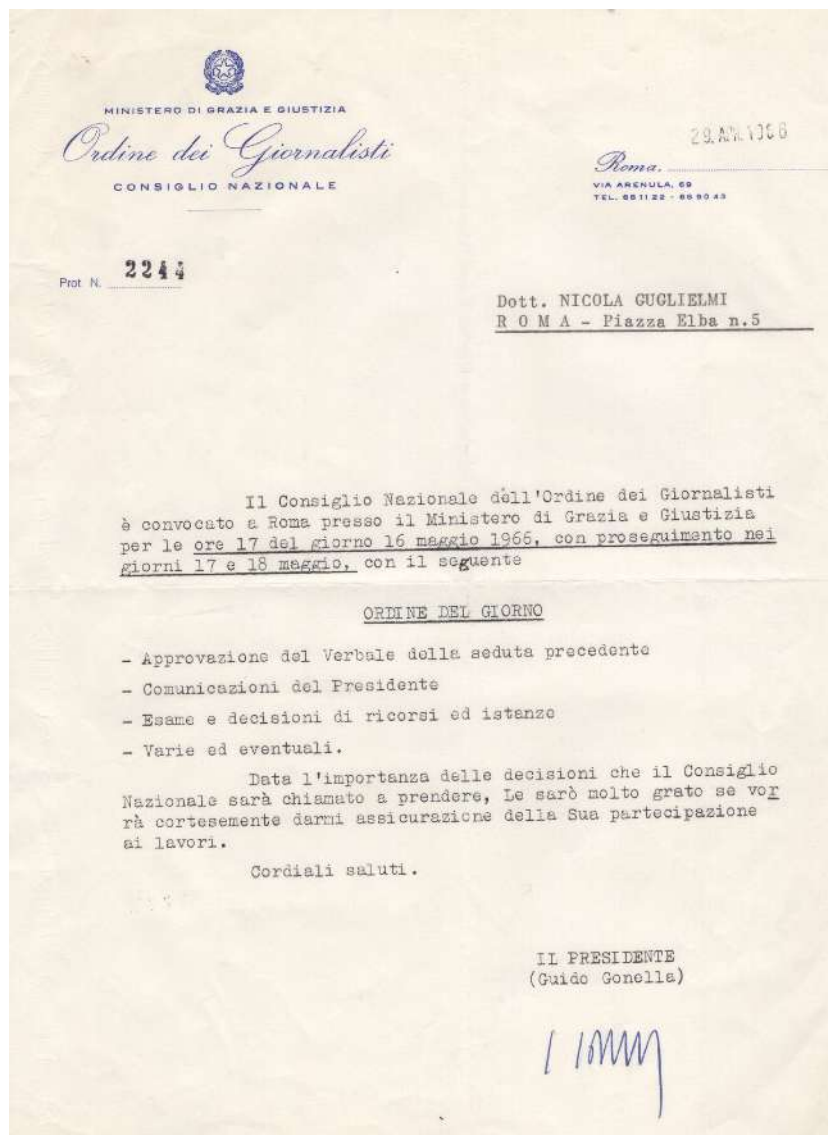 MINISTERO DI GRAZIA E GIUSTIZIA
Ordine dei Giornalisti
CONSIGLIO NAZIONALE
Roma,
VIA ARENULA, 69
Prot N. 2244
Dott. NICOLA GUGLIELMI
R O M A - Piazza Elba n.5
Il Consiglio Nazionale dell'Ordine dei Giornalisti
è convocato a Roma presso il Ministero di Grazia e Giustizia
per le ore 17 del giorno 16 maggio 1966, con proseguimento nei
giorni 17 e 18 maggio, con il seguente
ORDINE DEL GIORNO
- Approvazione del Verbale della seduta precedente
- Comunicazioni del Presidente
- Esame e decisioni di ricorsi ed istanze
- Varie ed eventuali.
Data l'importanza delle decisioni che il Consiglio
Nazionale sarà chiamato a prendere, Le sarò molto grato se vor
rà cortesemente darmi assicurazione della Sua partecipazione
ai lavori.
Cordiali saluti.
IL PRESIDENTE
(Guido Gonella)